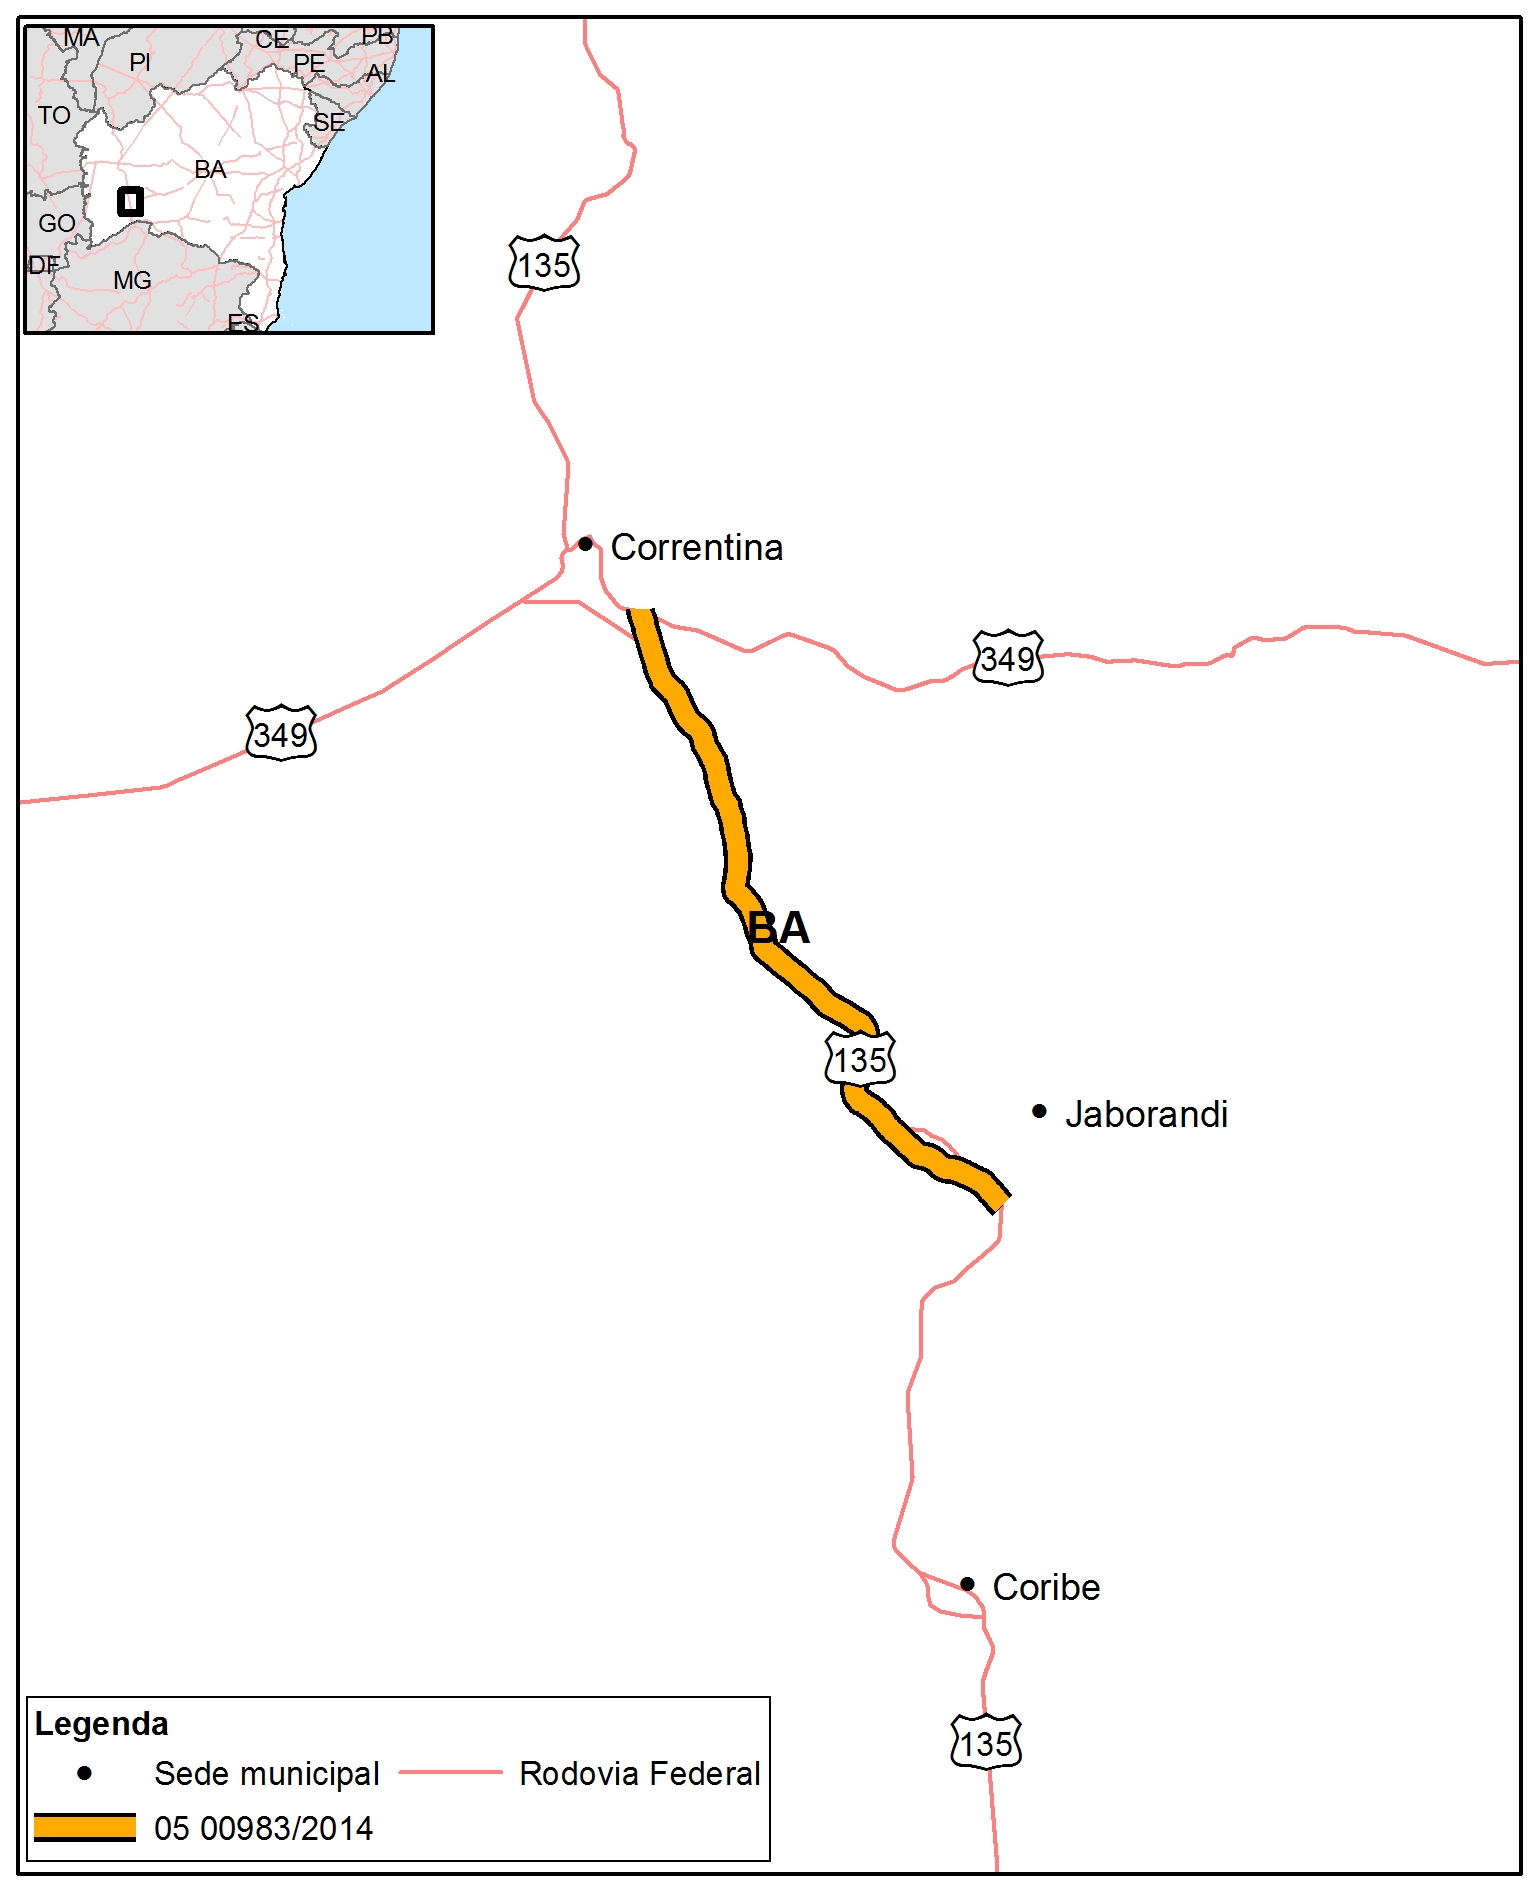 MA
CE
PB
PI
PE
AL
TO
SE
BA
GO
DF
MG
ES
135
Correntina
349
349
BA
135
Jaborandi
Coribe
135
Legenda
Sede municipal
Rodovia Federal
05 00983/2014